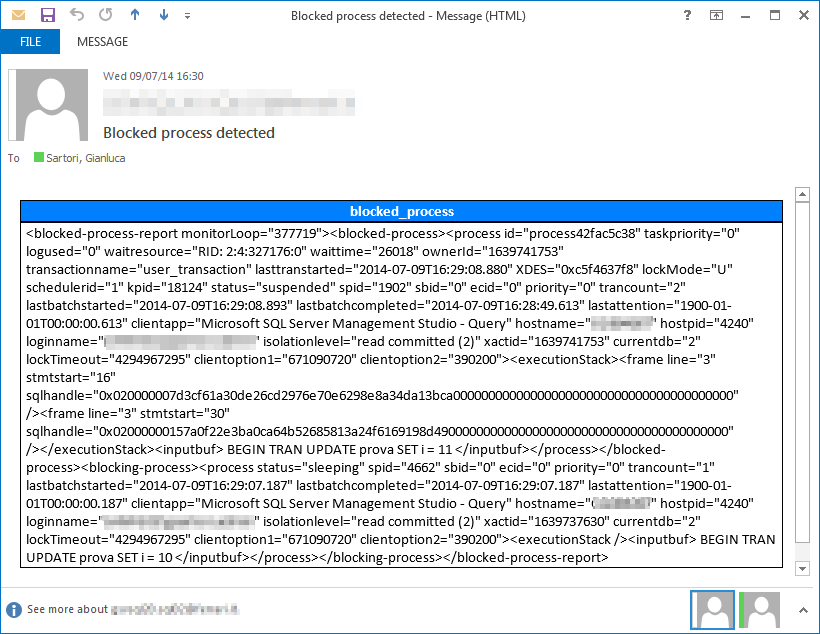 Blocked process detected - Message (HTML)
FILE MESSAGE
Wed 09/07/14 16:30
Blocked process detected
To Sartori, Gianluca
blocked_process
<blocked-process-report monitorLoop="377719"><blocked-process><process id="process42fac5c38" taskpriority="0"
logused="0" waitresource="RID: 2:4:327176:0" waittime="26018" ownerId="1639741753"
transactionname="user_transaction" lasttranstarted="2014-07-09T16:29:08.880" XDES="0xc5f4637f8" lockMode="U"
schedulerid="1" kpid="18124" status="suspended" spid="1902" sbid="0" ecid="0" priority="0" trancount="2"
lastbatchstarted="2014-07-09T16:29:08.893" lastbatchcompleted="2014-07-09T16:28:49.613" lastattention="1900-01-
01T00:00:00.613" clientapp="Microsoft SQL Server Management Studio - Query" hostname="" hostpid="4240"
loginname="" isolationlevel="read committed (2)" xactid="1639741753" currentdb="2"
lockTimeout="4294967295" clientoption1="671090720" clientoption2="390200"><executionStack><frame line="3"
stmtstart="16"
sqlhandle="0x020000007d3cf61a30de26cd2976e70e6298e8a34da13bca0000000000000000000000000000000000000000"
/><frame line="3" stmtstart="30"
sqlhandle="0x02000000157a0f22e3ba0ca64b52685813a24f6169198d490000000000000000000000000000000000000000"
/></executionStack><inputbuf> BEGIN TRAN UPDATE prova SET i = 11 </inputbuf></process></blocked-
process><blocking-process><process status="sleeping" spid="4662" sbid="0" ecid="0" priority="0" trancount="1"
lastbatchstarted="2014-07-09T16:29:07.187" lastbatchcompleted="2014-07-09T16:29:07.187" lastattention="1900-01-
01T00:00:00.187" clientapp="Microsoft SQL Server Management Studio - Query" hostname="" hostpid="4240"
loginname="" isolationlevel="read committed (2)" xactid="1639737630" currentdb="2"
lockTimeout="4294967295" clientoption1="671090720" clientoption2="390200"><executionStack /><inputbuf> BEGIN TRAN
UPDATE prova SET i = 10 </inputbuf></process></blocking-process></blocked-process-report>
See more about